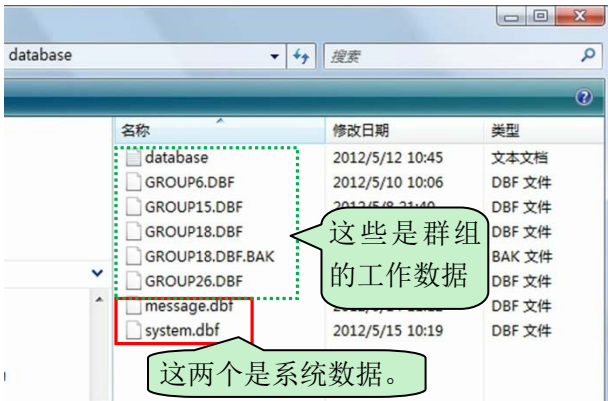 database
搜索
名称 修改日期 类型
database 2012/5/12 10:45 文本文档
GROUP6.DBF 2012/5/10 10:06 DBF 文件
GROUP15.DBF DBF 文件
GROUP18.DBF DBF 文件
GROUP18.DBF.BAK BAK 文件
GROUP26.DBF DBF 文件
这些是群组
的工作数据
message.dbf DBF 文件
system.dbf 2012/5/15 10:19 DBF 文件
这两个是系统数据。